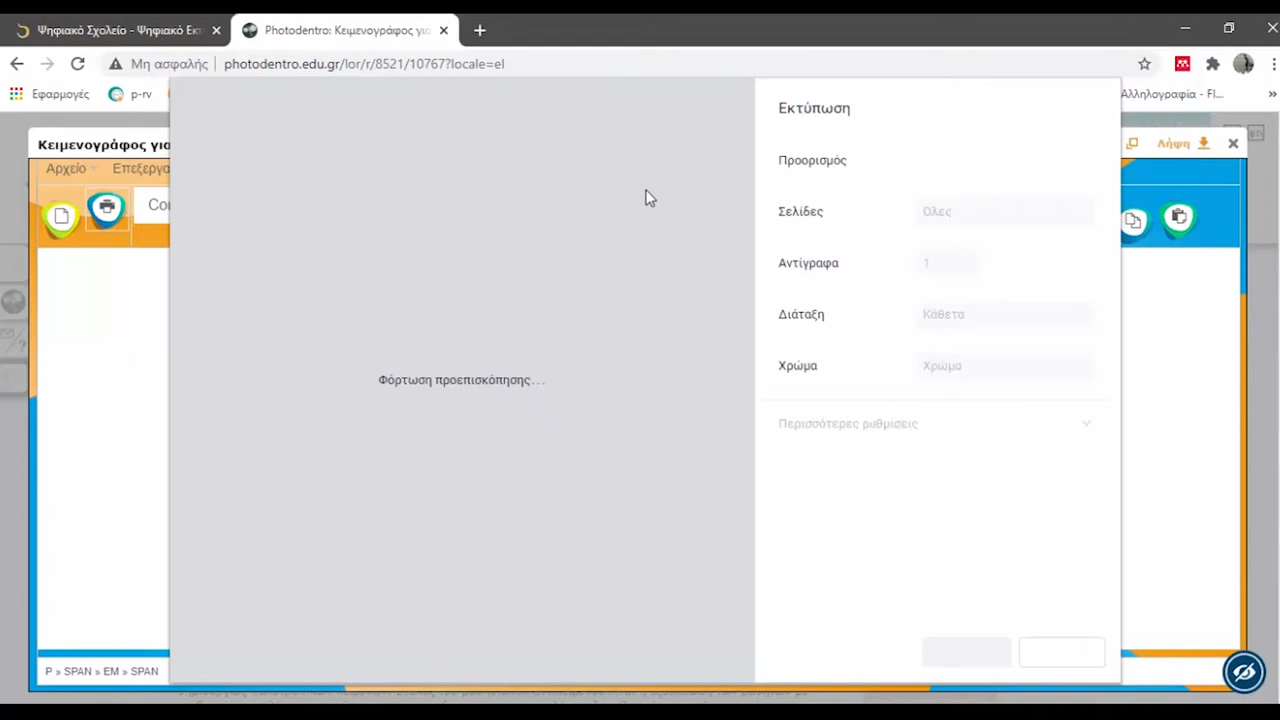 Ψηφιακό Σχολείο - Ψηφιακό Εκπ
Photodentro: Κειμενογράφος για
Μη ασφαλής
photodentro.edu.gr/lor/r/8521/10767?locale=el
Εφαρμογές
p-rv
Αλληλογραφία - Fl...
Κειμενογράφος για
Λήψη
Αρχείο
Επεξεργα
Εκτύπωση
Προορισμός
Σελίδες
Όλες
Αντίγραφα
1
Διάταξη
Κάθετα
Χρώμα
Χρώμα
Φόρτωση προεπισκόπησης...
Περισσότερες ρυθμίσεις
P » SPAN » EM » SPAN